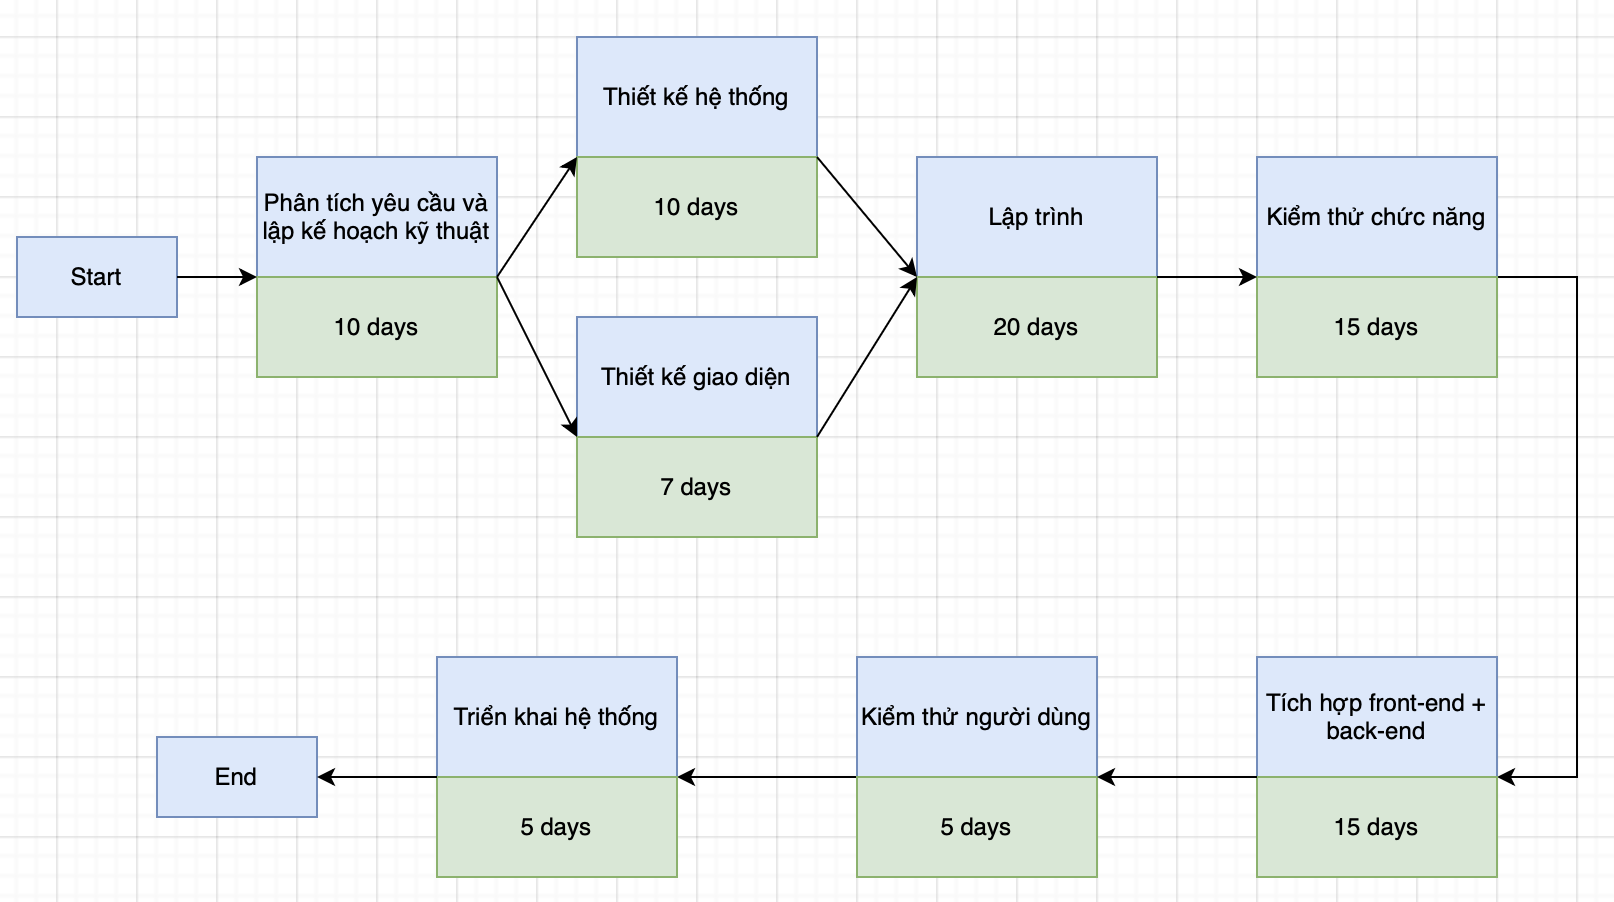 Start
Phân tích yêu cầu và
lập kế hoạch kỹ thuật
10 days
Thiết kế hệ thống
10 days
Thiết kế giao diện
7 days
Lập trình
20 days
Kiểm thử chức năng
15 days
Tích hợp front-end +
back-end
15 days
Kiểm thử người dùng
5 days
Triển khai hệ thống
5 days
End